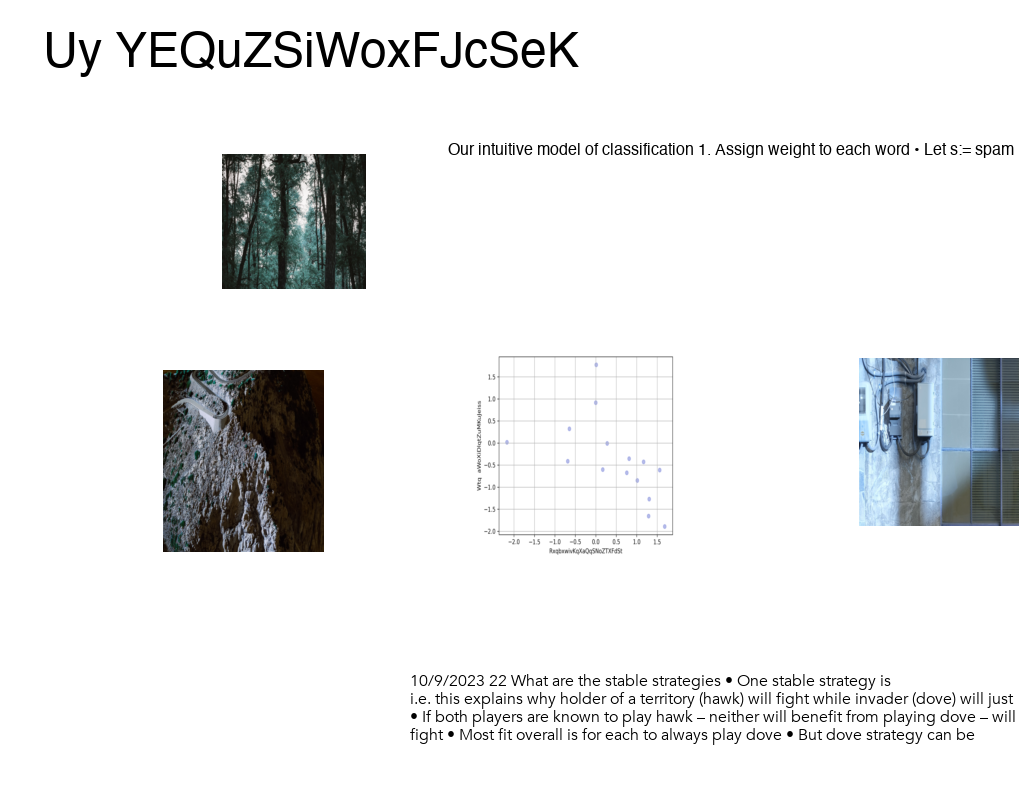 Uy YEQuZSiWoxFJcSeK
Our intuitive model of classification 1. Assign weight to each word • Let s:= spam
1.5
1.0
0.5
0.0
−0.5
−1.0
−1.5
−2.0
−2.0 −1.5 −1.0 −0.5 0.0 0.5 1.0 1.5
10/9/2023 22 What are the stable strategies • One stable strategy is
i.e. this explains why holder of a territory (hawk) will fight while invader (dove) will just
• If both players are known to play hawk – neither will benefit from playing dove – will
fight • Most fit overall is for each to always play dove • But dove strategy can be